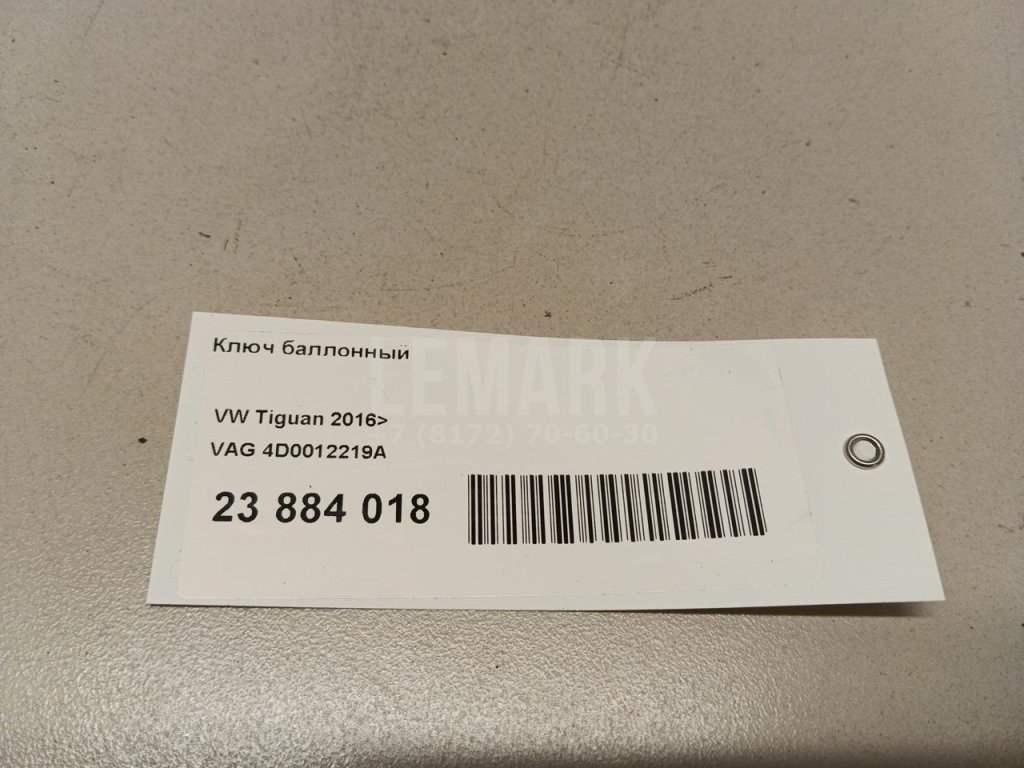 Ключ баллонный
LEMARK
VW Tiguan 2016>
+7 (8172) 70-60-30
VAG 4D0012219A
23 884 018